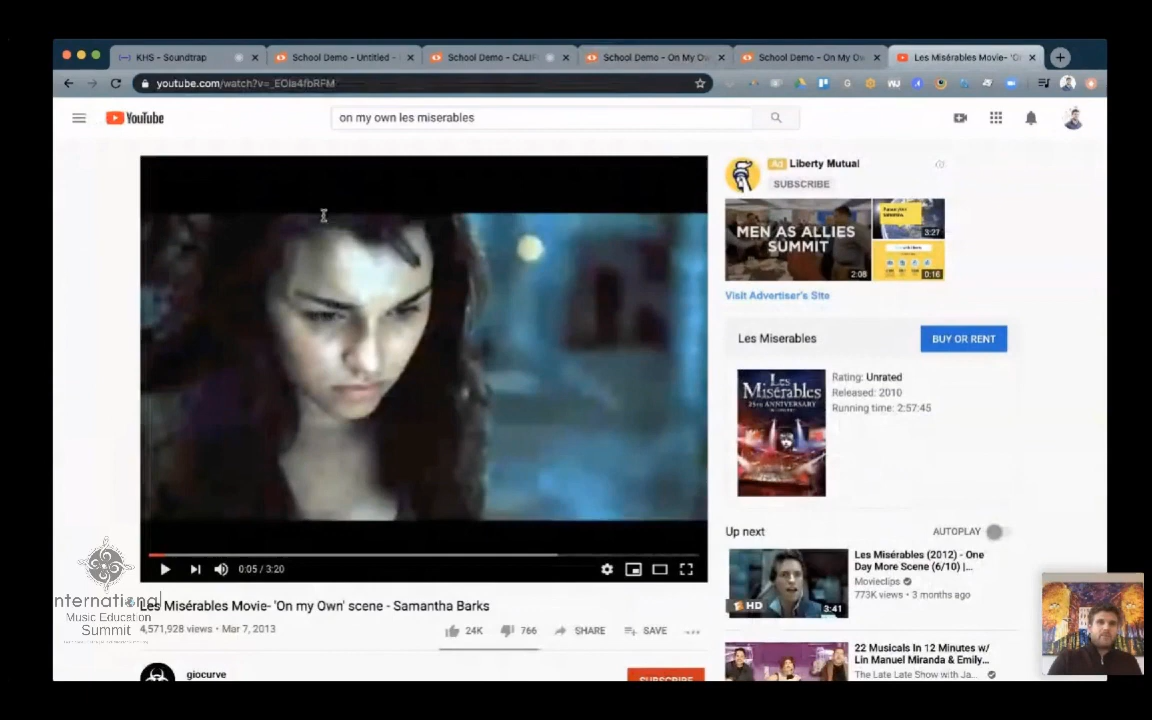 KHS - Soundtrap
School Demo - Untitled -
School Demo - CALIF
School Demo - On My Ow
School Demo - On My Ow
Les Misérables Movie- 'O
youtube.com/watch?v=_EOIa4fbRFM
YouTube
on my own les miserables
Ad Liberty Mutual
SUBSCRIBE
MEN AS ALLIES
SUMMIT
2:08
3:27
0:16
Visit Advertiser's Site
Les Miserables
BUY OR RENT
Les
Misérables
25TH ANNIVERSARY
Rating: Unrated
Released: 2010
Running time: 2:57:45
Up next
AUTOPLAY
0:05 / 3:20
HD
3:41
Les Misérables (2012) - One
Day More Scene (6/10) |...
Movieclips
773K views • 3 months ago
Les Misérables Movie- 'On my Own' scene - Samantha Barks
4,571,928 views • Mar 7, 2013
24K
766
SHARE
SAVE
22 Musicals In 12 Minutes w/
Lin Manuel Miranda & Emily...
The Late Late Show with Ja...
giocurve
SUBSCRIBE
International
Music Education
Summit